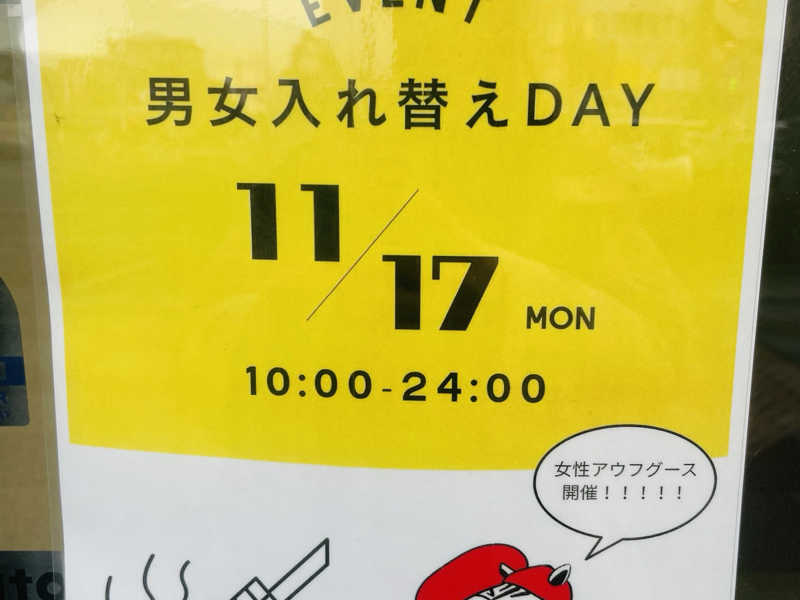 EVENT
男女入れ替えDAY
11/17 MON
10:00-24:00
女性アウフグース
開催！！！！！